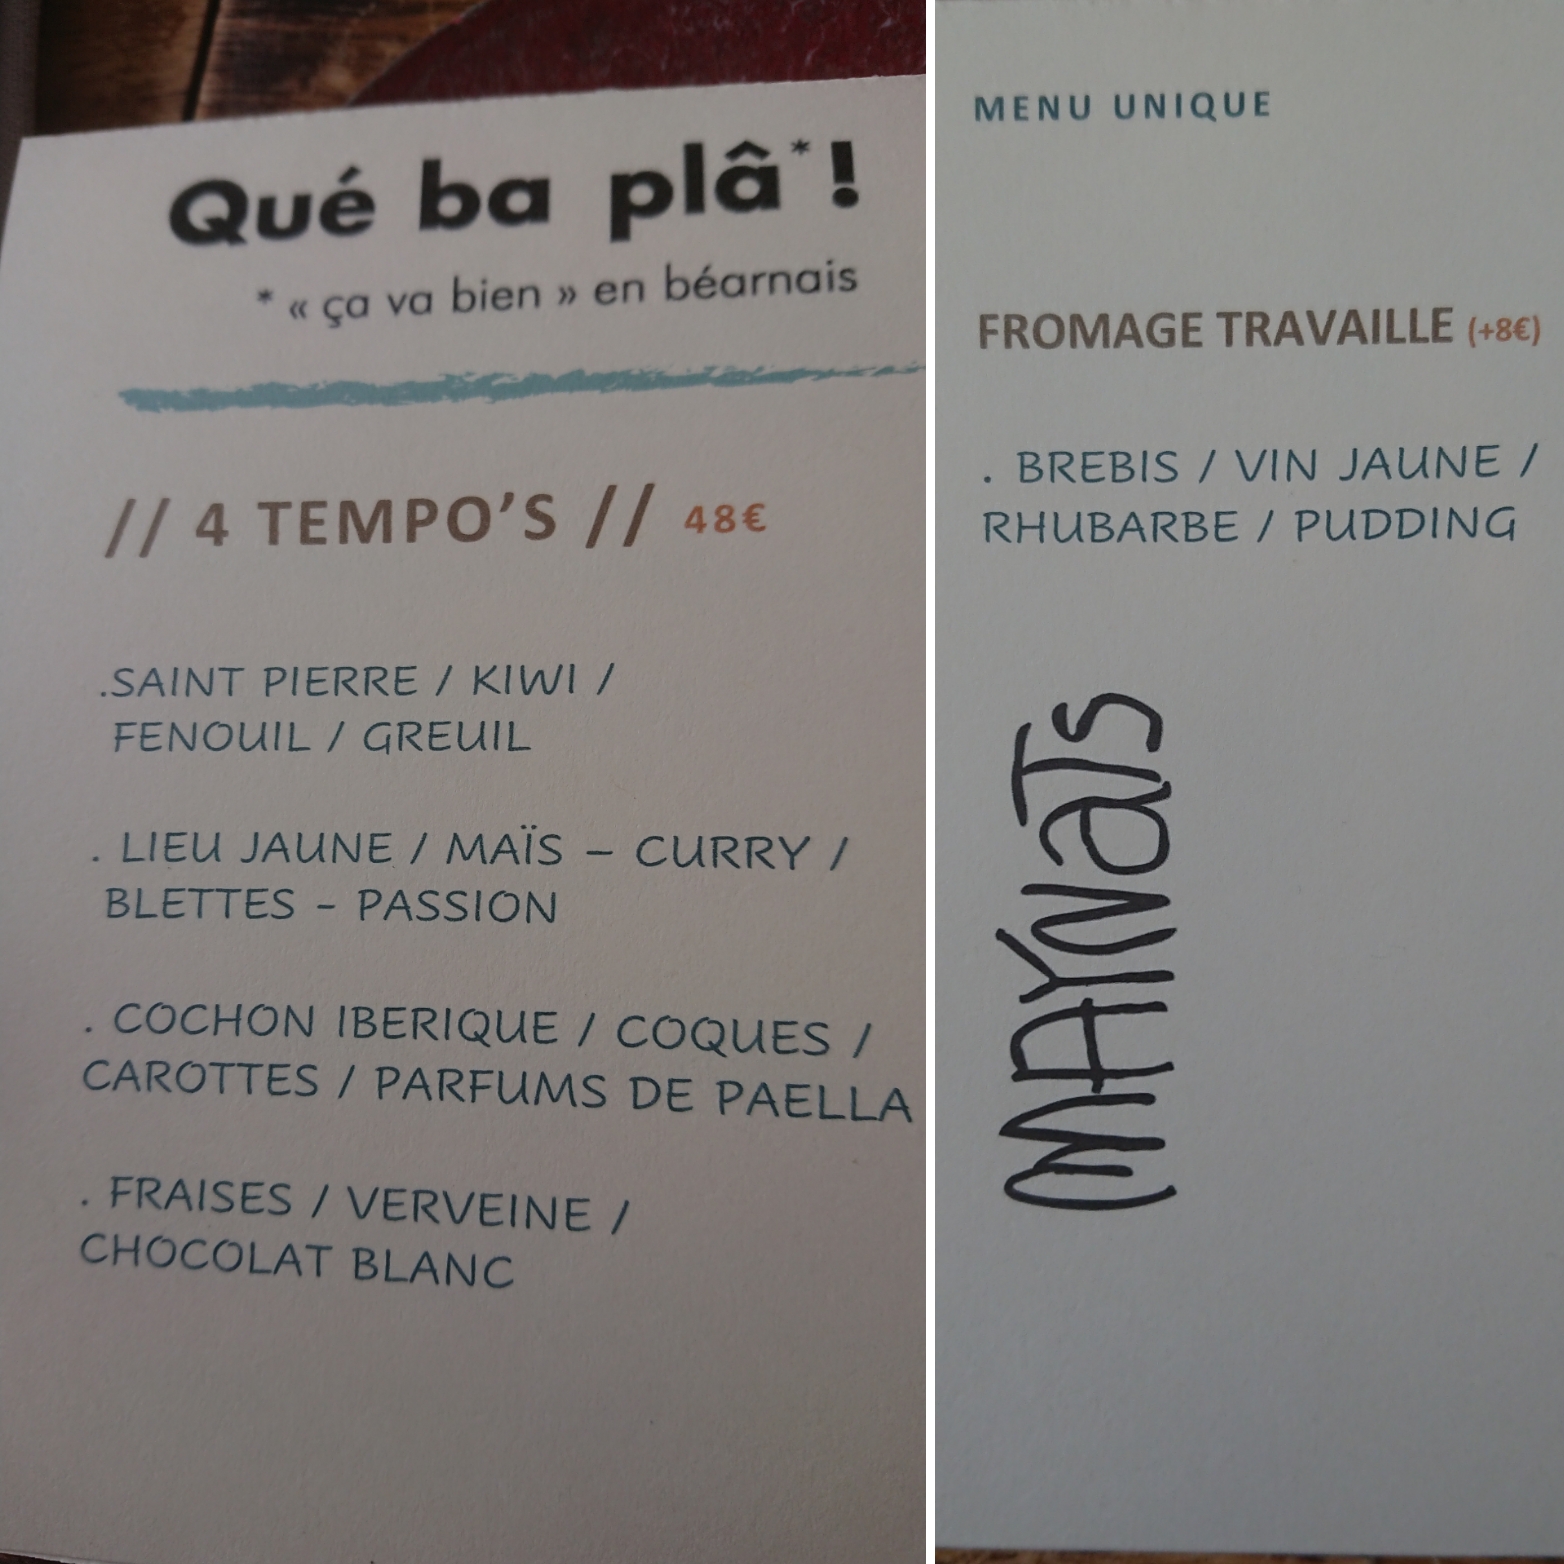 Qué ba plâ* !
* « ça va bien » en béarnais
// 4 TEMPO'S // 48€
.SAINT PIERRE / KIWI /
FENOUIL / GREUIL
. LIEU JAUNE / MAÏS – CURRY /
BLETTES - PASSION
. COCHON IBERIQUE / COQUES /
CAROTTES / PARFUMS DE PAELLA
. FRAISES / VERVEINE /
CHOCOLAT BLANC
MENU UNIQUE
FROMAGE TRAVAILLE (+8€)
. BREBIS / VIN JAUNE /
RHUBARBE / PUDDING
MAYNaTs